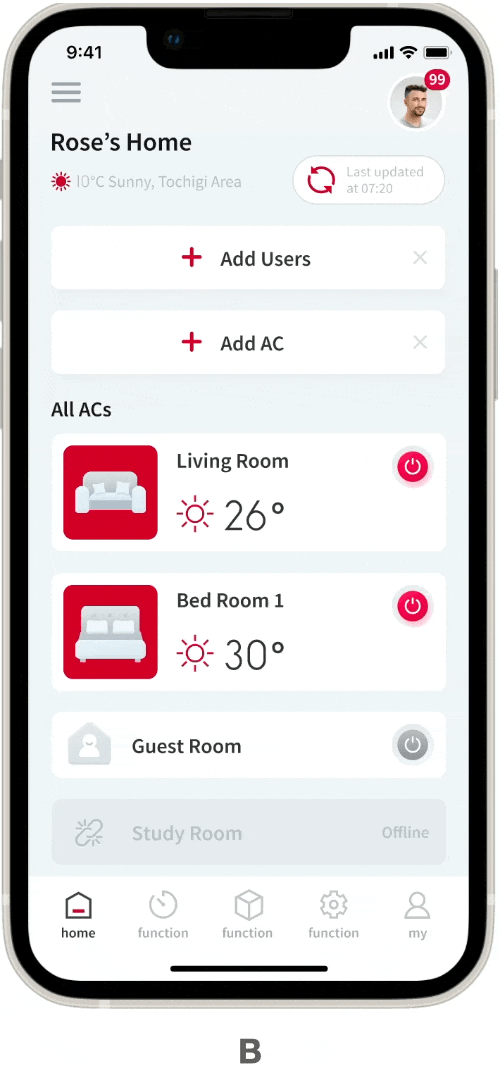 9:41
99
Rose's Home
10°C Sunny, Tochigi Area
Last updated
at 07:20
+ Add Users ×
+ Add AC ×
All ACs
Living Room
26°
Bed Room 1
30°
Guest Room
Study Room Offline
home function function function my
B